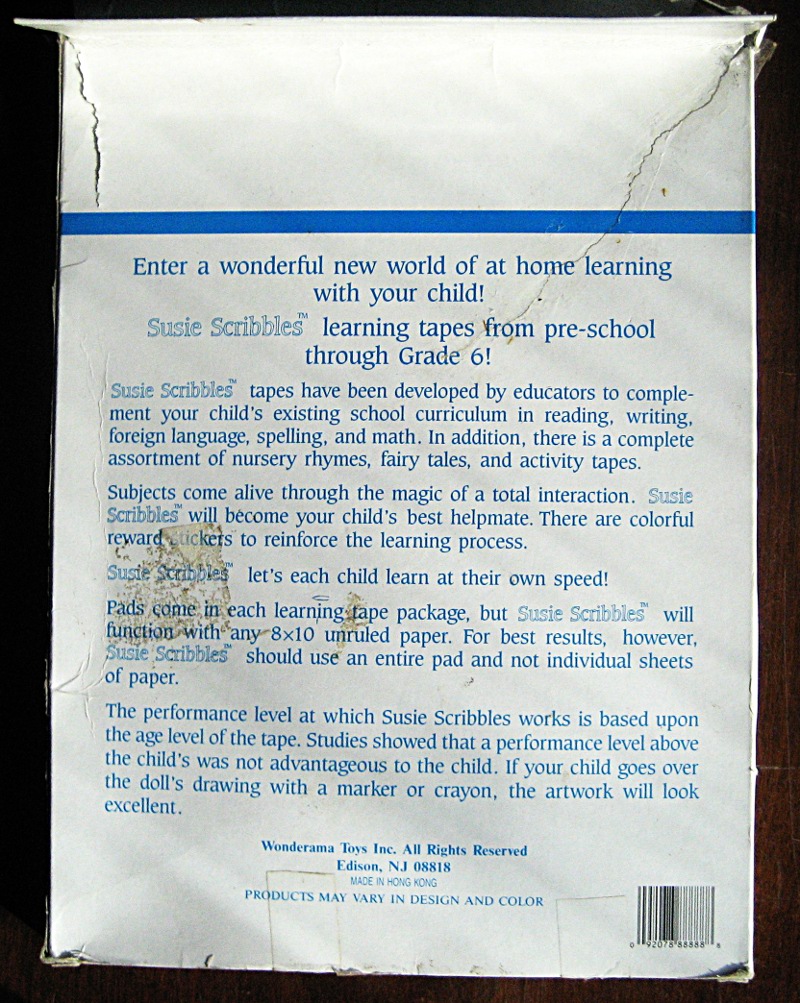 Enter a wonderful new world of at home learning
with your child!
Susie Scribbles™ learning tapes from pre-school
through Grade 6!
Susie Scribbles™ tapes have been developed by educators to comple-
ment your child's existing school curriculum in reading, writing,
foreign language, spelling, and math. In addition, there is a complete
assortment of nursery rhymes, fairy tales, and activity tapes.
Subjects come alive through the magic of a total interaction. Susie
Scribbles™ will become your child's best helpmate. There are colorful
reward stickers to reinforce the learning process.
Susie Scribbles™ let's each child learn at their own speed!
Pads come in each learning tape package, but Susie Scribbles™ will
function with any 8×10 unruled paper. For best results, however,
Susie Scribbles™ should use an entire pad and not individual sheets
of paper.
The performance level at which Susie Scribbles works is based upon
the age level of the tape. Studies showed that a performance level above
the child's was not advantageous to the child. If your child goes over
the doll's drawing with a marker or crayon, the artwork will look
excellent.
Wonderama Toys Inc. All Rights Reserved
Edison, NJ 08818
MADE IN HONG KONG
PRODUCTS MAY VARY IN DESIGN AND COLOR
0 92078 88888 8